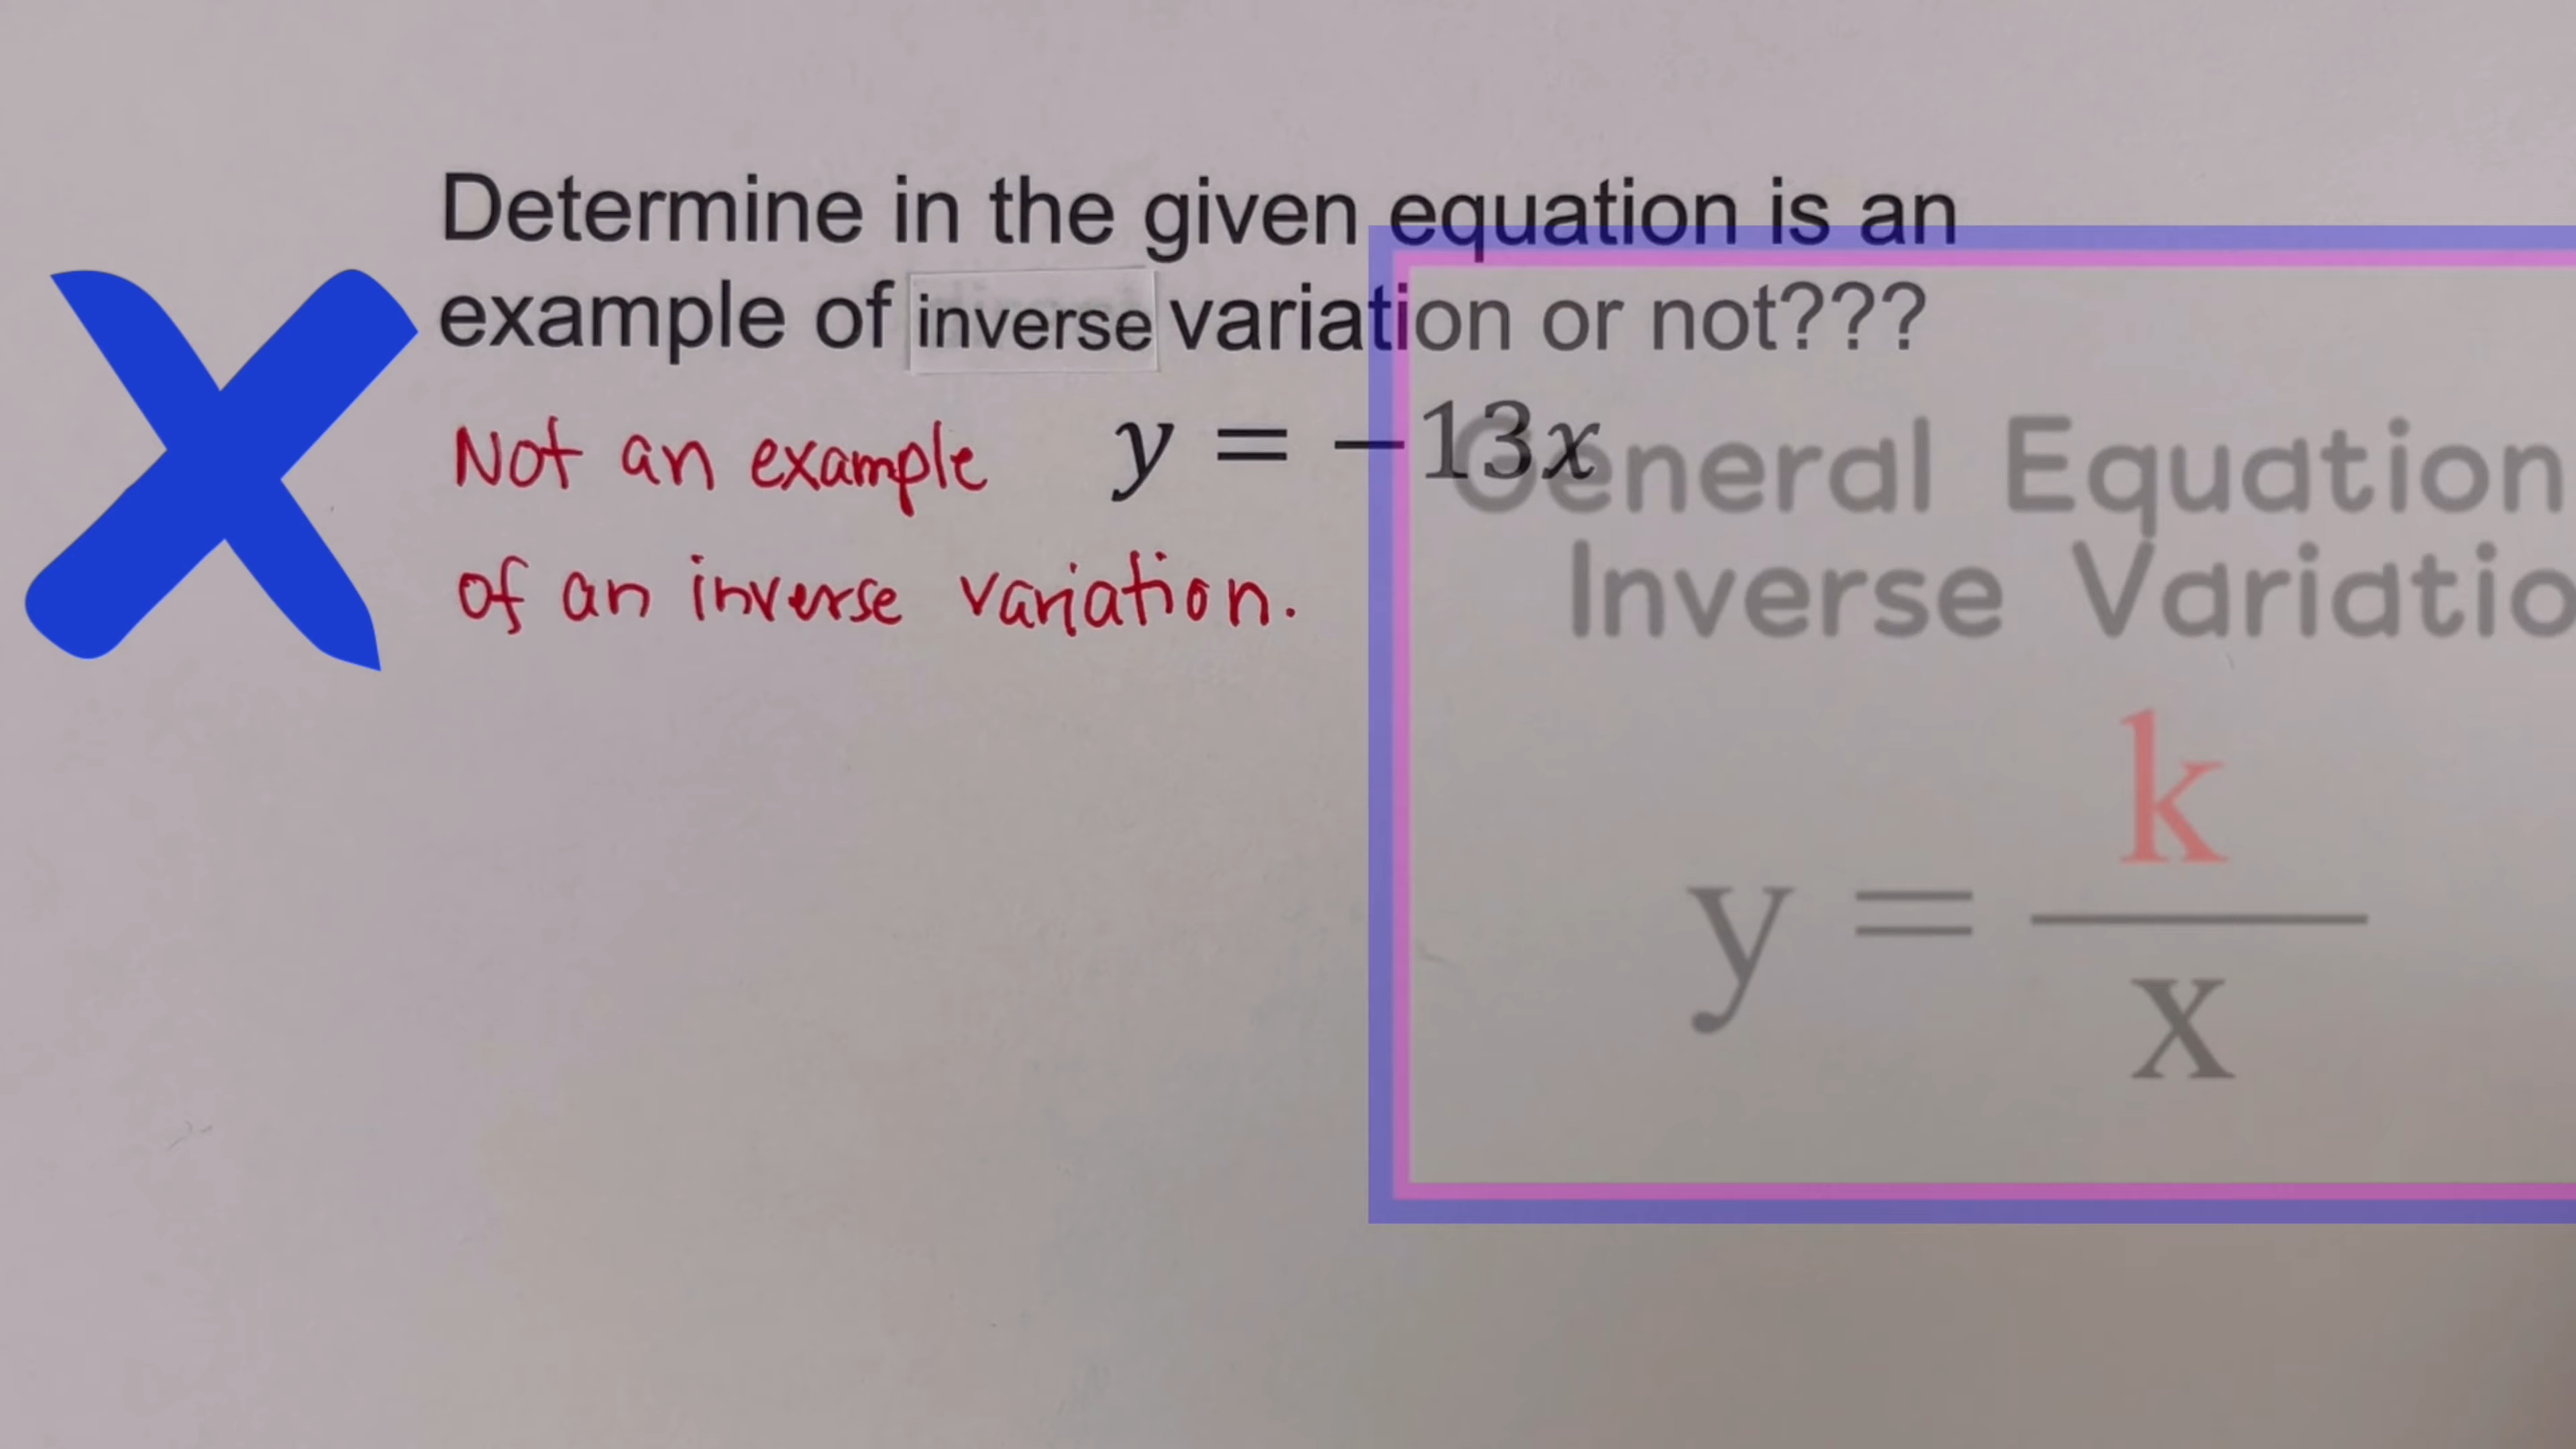 Determine in the given equation is an
example of inverse variation or not???
Not an example y = −13x
of an inverse variation.
General Equation
Inverse Variatio
y = k/x